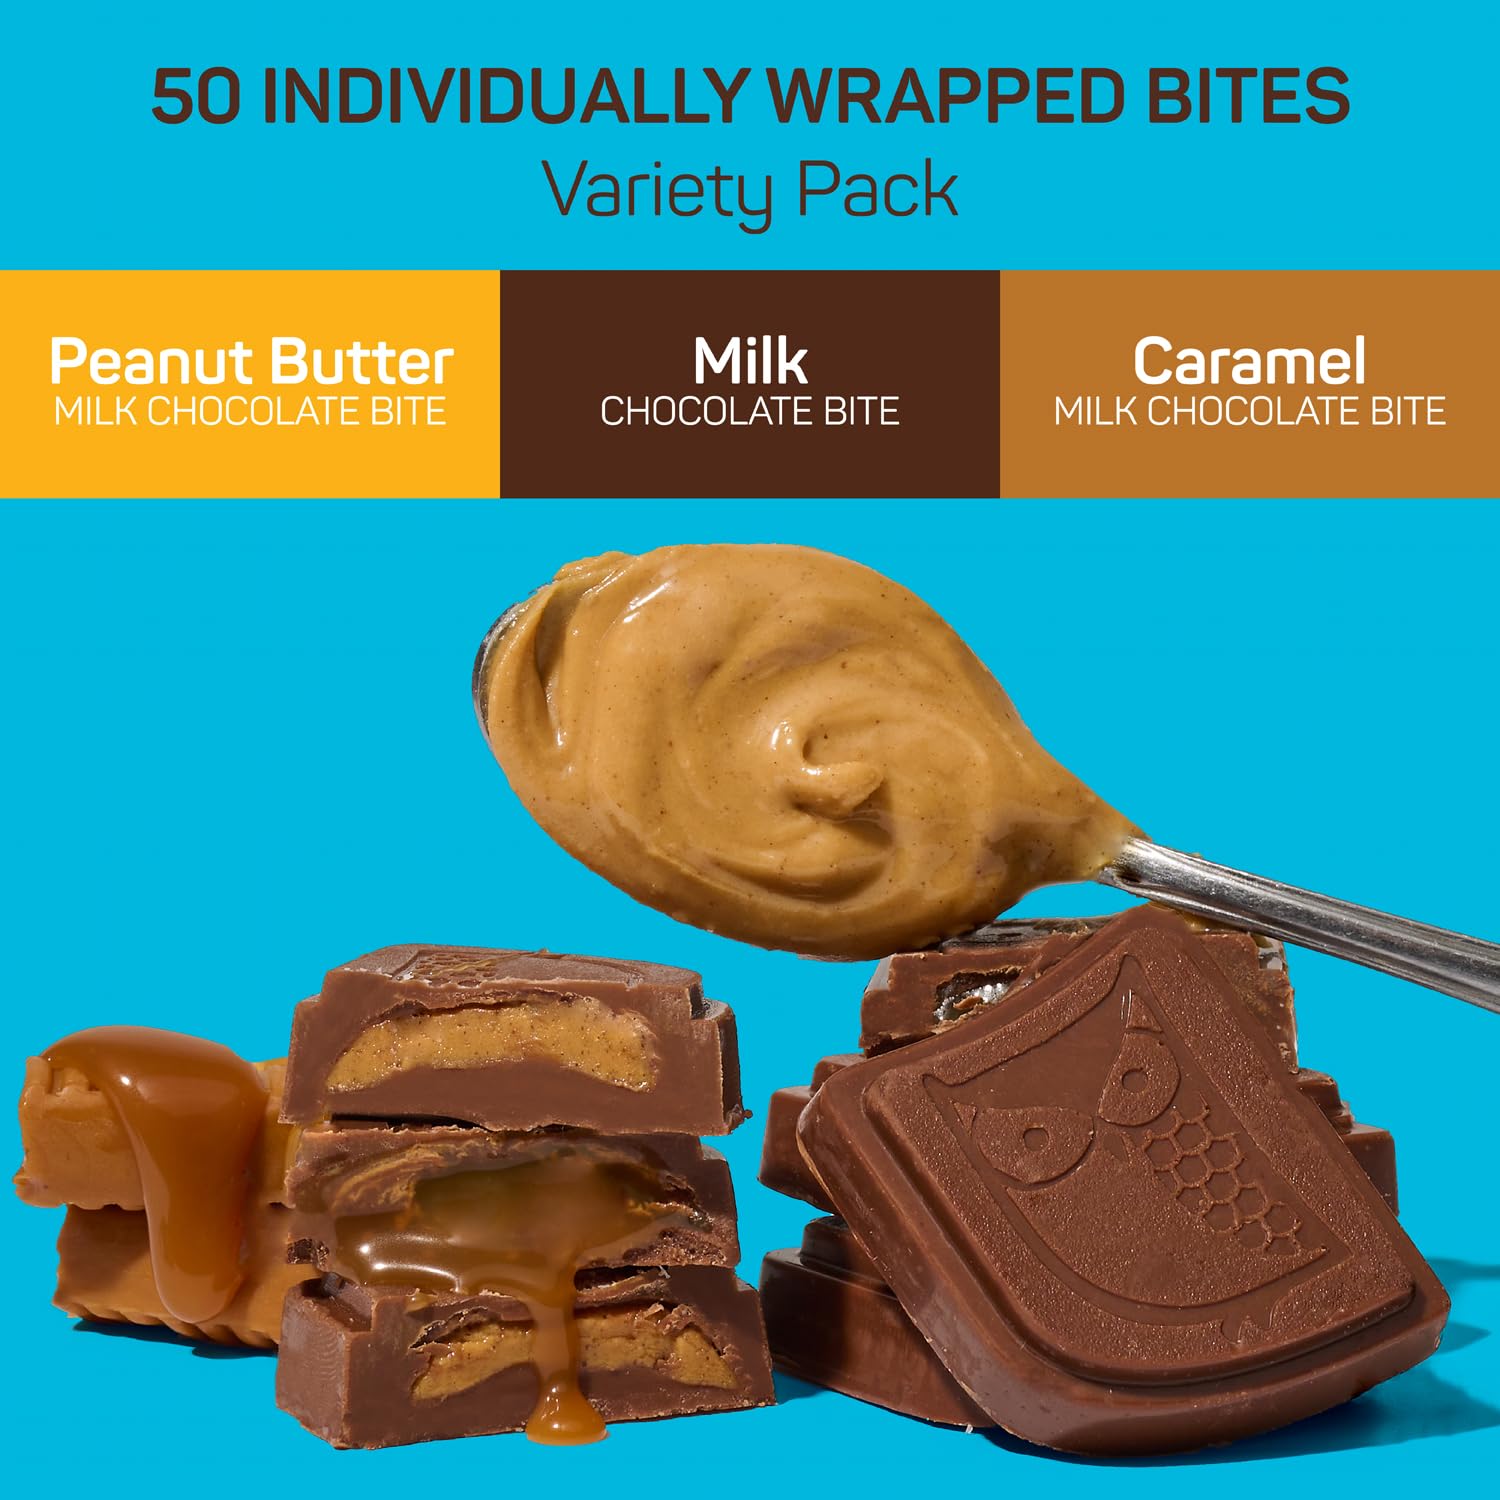 50 INDIVIDUALLY WRAPPED BITES
Variety Pack
Peanut Butter
MILK CHOCOLATE BITE
Milk
CHOCOLATE BITE
Caramel
MILK CHOCOLATE BITE